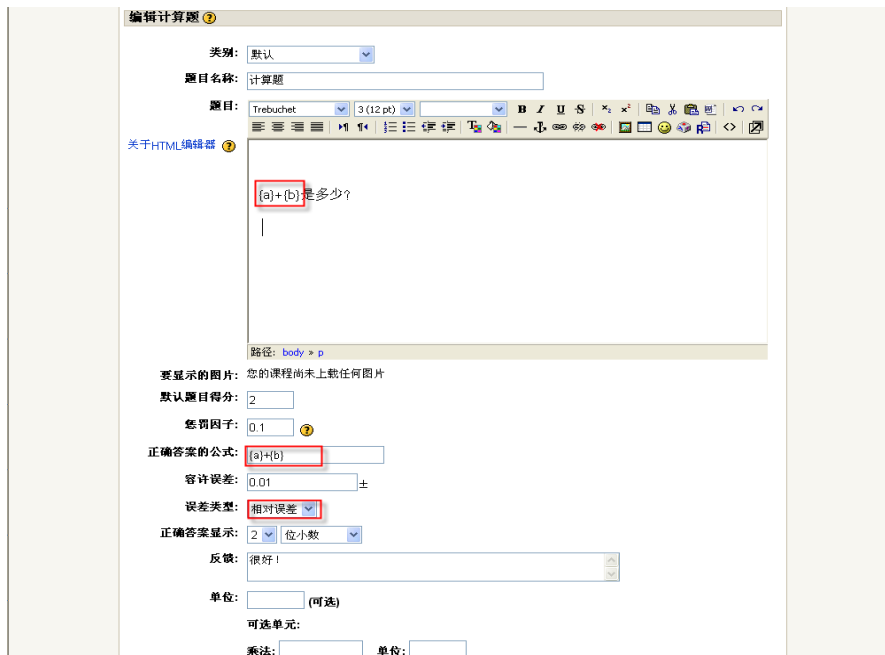 编辑计算题 ?
类别: 默认
题目名称: 计算题
题目: Trebuchet 3 (12 pt)
B I U S x₂ x²
关于HTML编辑器 ?
{a}+{b}是多少?
路径: body » p
要显示的图片: 您的课程尚未上载任何图片
默认题目得分: 2
惩罚因子: 0.1 ?
正确答案的公式: {a}+{b}
容许误差: 0.01 ±
误差类型: 相对误差
正确答案显示: 2 位小数
反馈: 很好!
单位: (可选)
可选单元:
乘法: 单位: